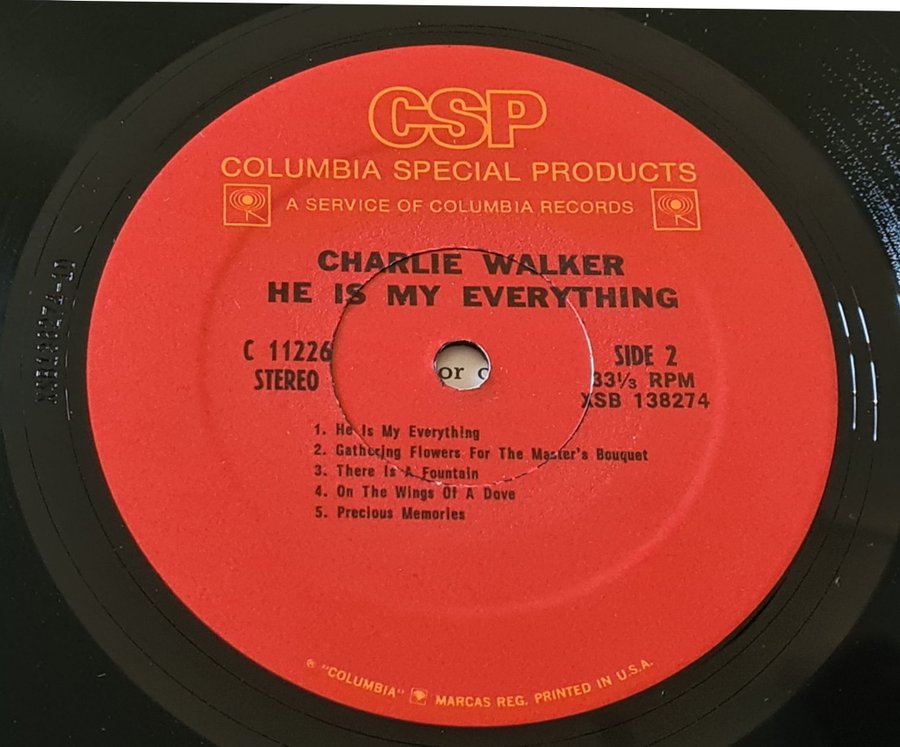 CSP
COLUMBIA SPECIAL PRODUCTS
A SERVICE OF COLUMBIA RECORDS
CHARLIE WALKER
HE IS MY EVERYTHING
C 11226
STEREO
SIDE 2
33⅓ RPM
XSB 138274
or
1. He Is My Everything
2. Gathering Flowers For The Master's Bouquet
3. There Is A Fountain
4. On The Wings Of A Dove
5. Precious Memories
® "COLUMBIA" MARCAS REG. PRINTED IN U.S.A.